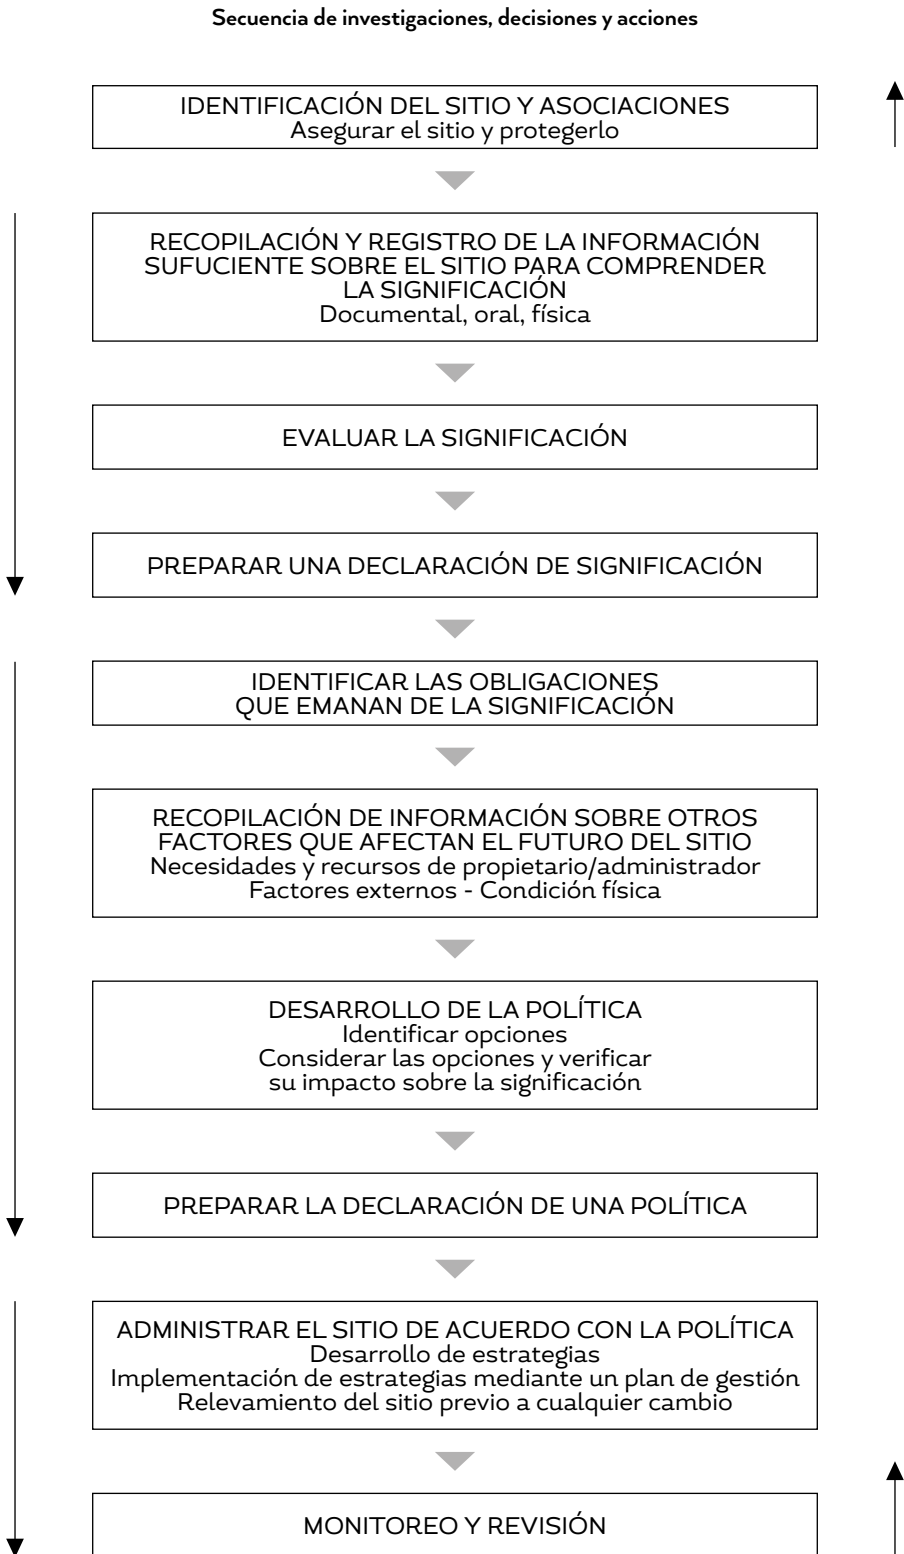 Secuencia de investigaciones, decisiones y acciones
IDENTIFICACIÓN DEL SITIO Y ASOCIACIONES
Asegurar el sitio y protegerlo
RECOPILACIÓN Y REGISTRO DE LA INFORMACIÓN
SUFUCIENTE SOBRE EL SITIO PARA COMPRENDER
LA SIGNIFICACIÓN
Documental, oral, física
EVALUAR LA SIGNIFICACIÓN
PREPARAR UNA DECLARACIÓN DE SIGNIFICACIÓN
IDENTIFICAR LAS OBLIGACIONES
QUE EMANAN DE LA SIGNIFICACIÓN
RECOPILACIÓN DE INFORMACIÓN SOBRE OTROS
FACTORES QUE AFECTAN EL FUTURO DEL SITIO
Necesidades y recursos de propietario/administrador
Factores externos - Condición física
DESARROLLO DE LA POLÍTICA
Identificar opciones
Considerar las opciones y verificar
su impacto sobre la significación
PREPARAR LA DECLARACIÓN DE UNA POLÍTICA
ADMINISTRAR EL SITIO DE ACUERDO CON LA POLÍTICA
Desarrollo de estrategias
Implementación de estrategias mediante un plan de gestión
Relevamiento del sitio previo a cualquier cambio
MONITOREO Y REVISIÓN